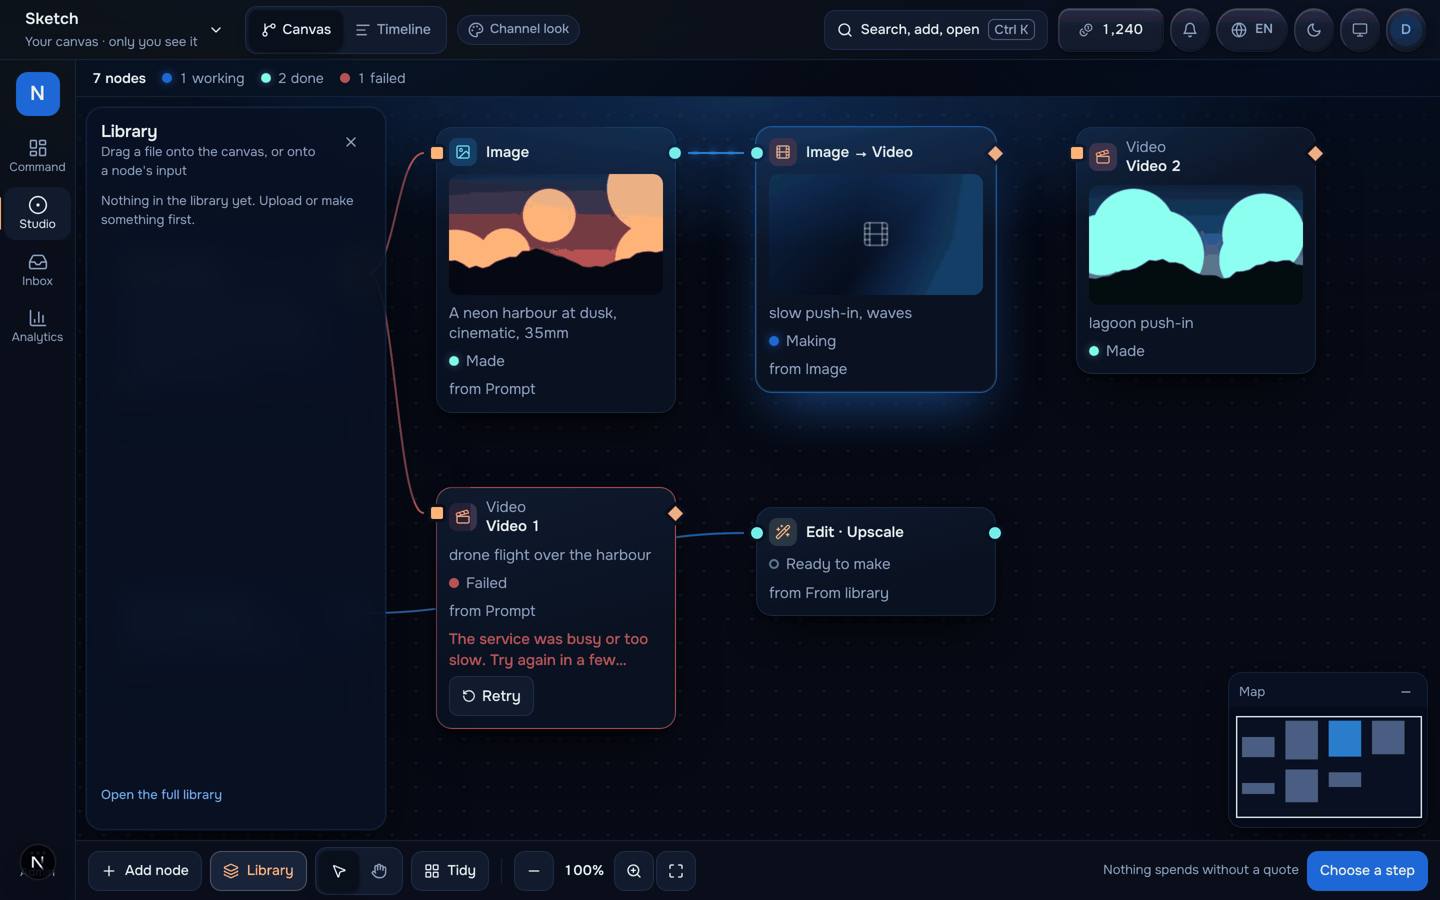 Sketch
Your canvas · only you see it
Canvas
Timeline
Channel look
Search, add, open
Ctrl K
1,240
EN
D
7 nodes
1 working
2 done
1 failed
N
Command
Studio
Inbox
Analytics
N
Library
Drag a file onto the canvas, or onto
a node's input
Nothing in the library yet. Upload or make
something first.
Open the full library
Image
A neon harbour at dusk,
cinematic, 35mm
Made
from Prompt
Image → Video
slow push-in, waves
Making
from Image
Video
Video 2
lagoon push-in
Made
Video
Video 1
drone flight over the harbour
Failed
from Prompt
The service was busy or too
slow. Try again in a few…
Retry
Edit · Upscale
Ready to make
from From library
Map
Add node
Library
Tidy
100%
Nothing spends without a quote
Choose a step